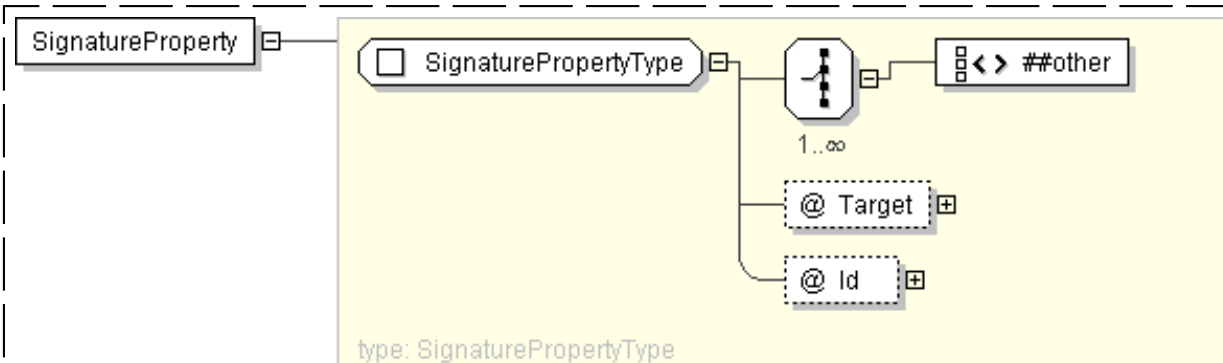 SignatureProperty
SignaturePropertyType
##other
1..∞
@ Target
@ Id
type: SignaturePropertyType